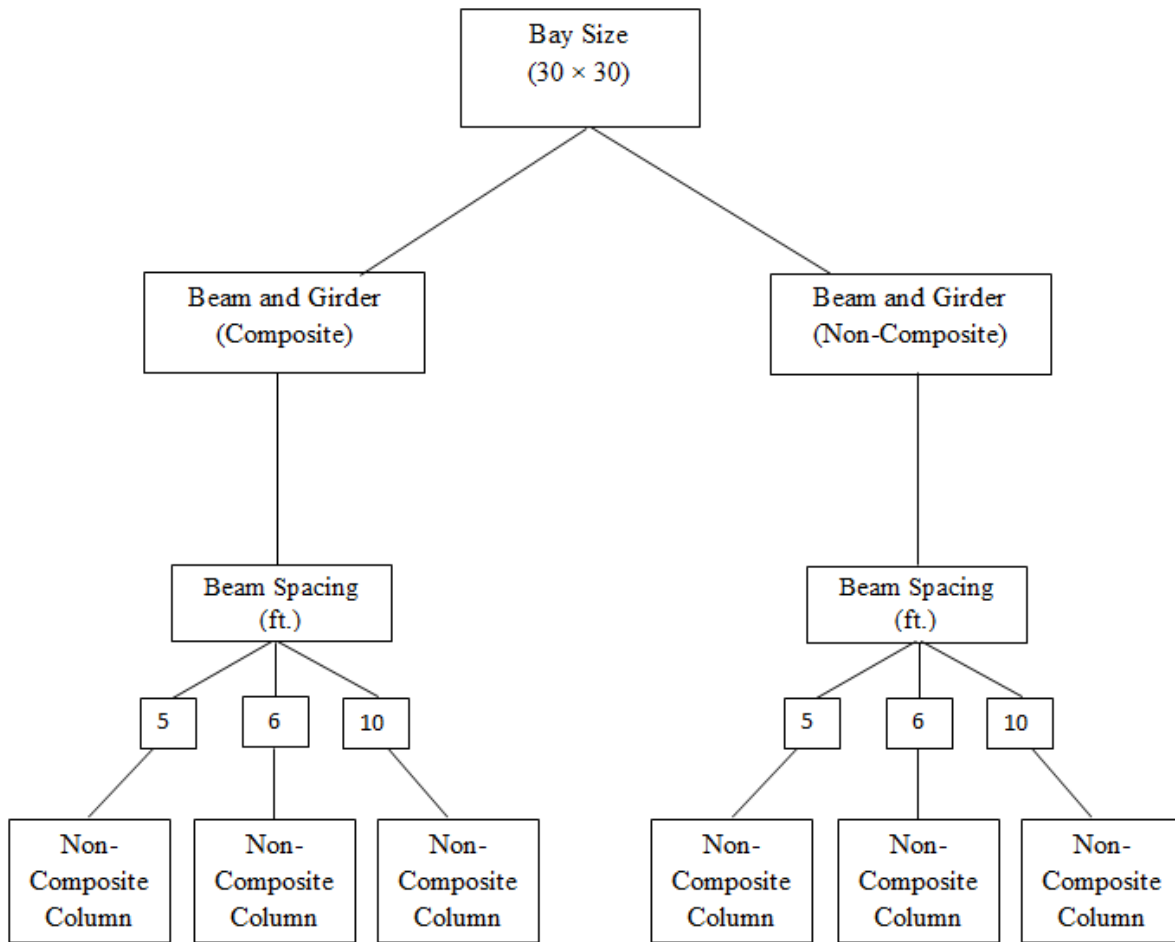 Bay Size
(30 × 30)
Beam and Girder
(Composite)
Beam and Girder
(Non-Composite)
Beam Spacing
(ft.)
Beam Spacing
(ft.)
5
6
10
5
6
10
Non-
Composite
Column
Non-
Composite
Column
Non-
Composite
Column
Non-
Composite
Column
Non-
Composite
Column
Non-
Composite
Column